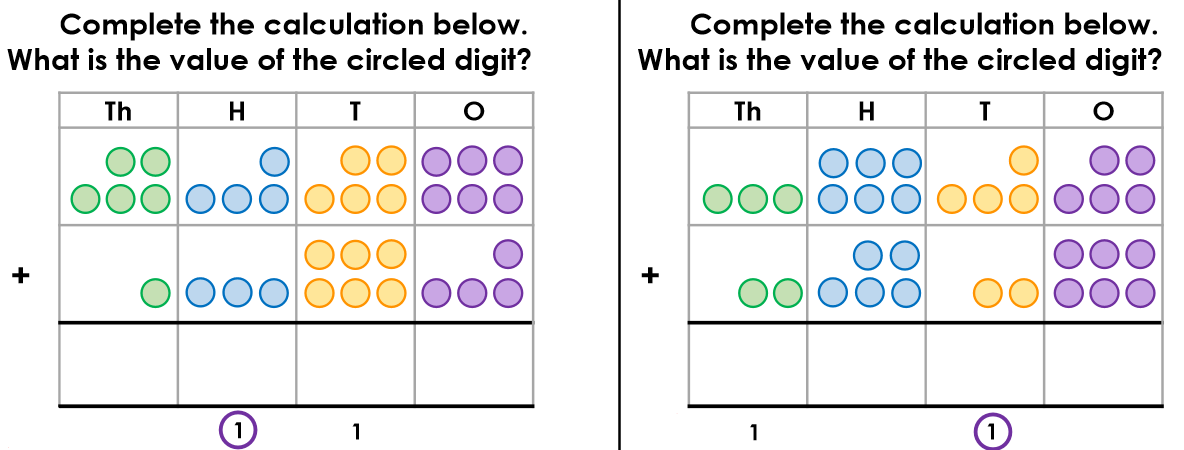 Complete the calculation below.
What is the value of the circled digit?
Th H T O
+
1 1
Complete the calculation below.
What is the value of the circled digit?
Th H T O
+
1 1